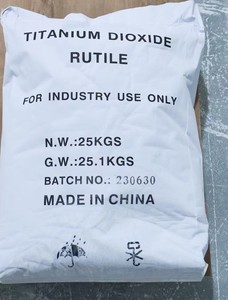 TITANIUM DIOXIDE
RUTILE
FOR INDUSTRY USE ONLY
N.W.:25KGS
G.W.:25.1KGS
BATCH NO.: 230630
MADE IN CHINA